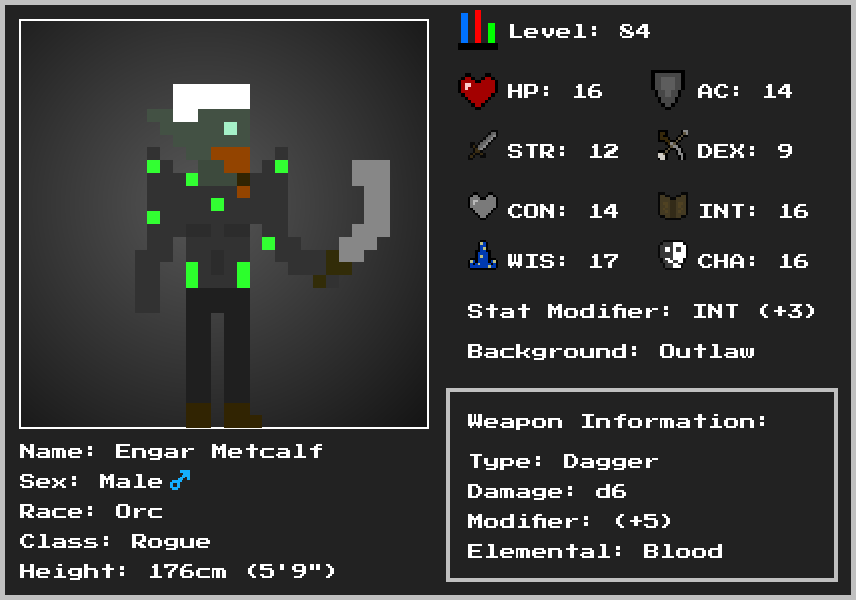 Level: 84
HP: 16 AC: 14
STR: 12 DEX: 9
CON: 14 INT: 16
WIS: 17 CHA: 16
Stat Modifier: INT (+3)
Background: Outlaw
Weapon Information:
Type: Dagger
Damage: d6
Modifier: (+5)
Elemental: Blood
Name: Engar Metcalf
Sex: Male ♂
Race: Orc
Class: Rogue
Height: 176cm (5'9")